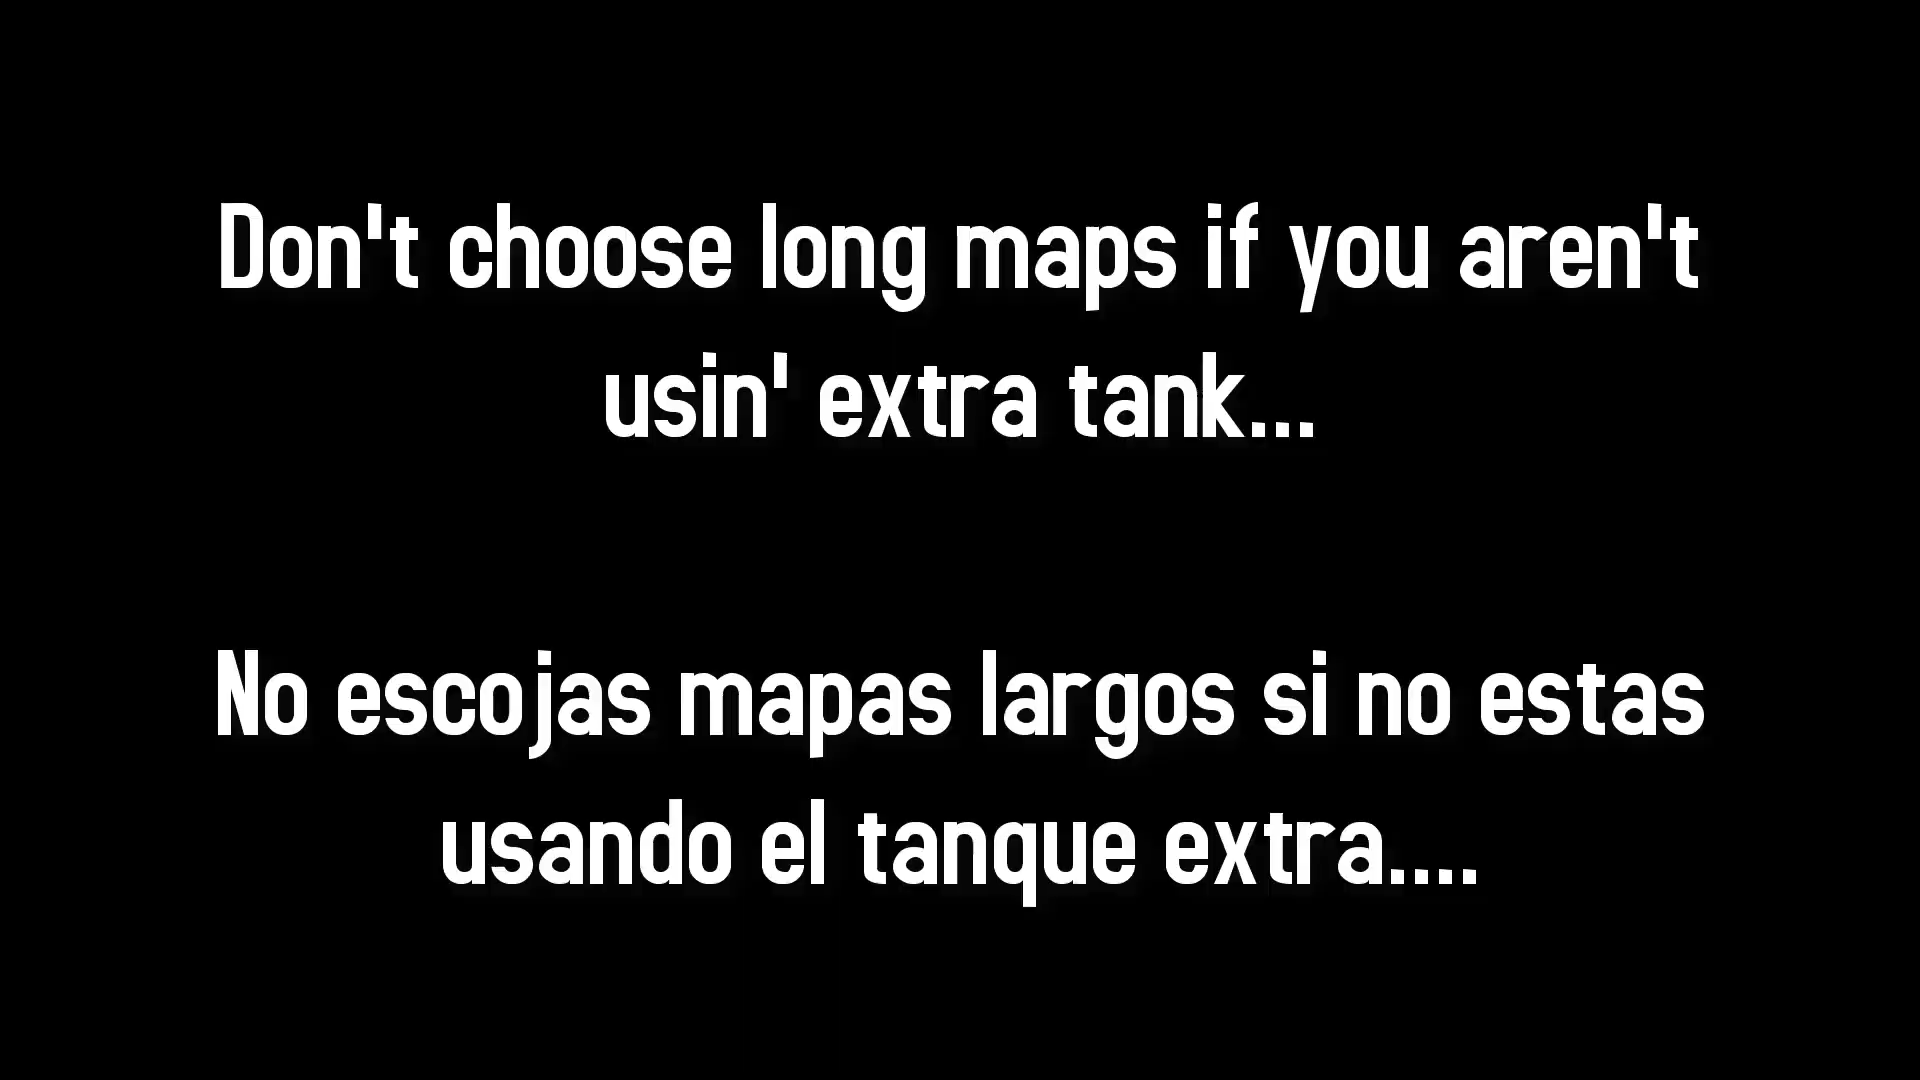 Don't choose long maps if you aren't
usin' extra tank...
No escojas mapas largos si no estas
usando el tanque extra....